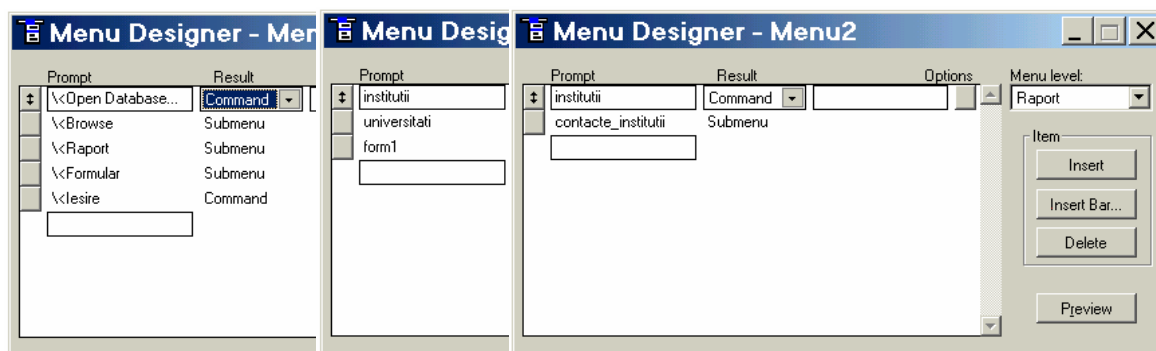 Menu Designer - Mer
Prompt Result
\<Open Database... Command
\<Browse Submenu
\<Raport Submenu
\<Formular Submenu
\<Iesire Command
Menu Desig
Prompt
institutii
universitati
form1
Menu Designer - Menu2
Prompt Result Options Menu level:
institutii Command Raport
contacte_institutii Submenu
Item
Insert
Insert Bar...
Delete
Preview